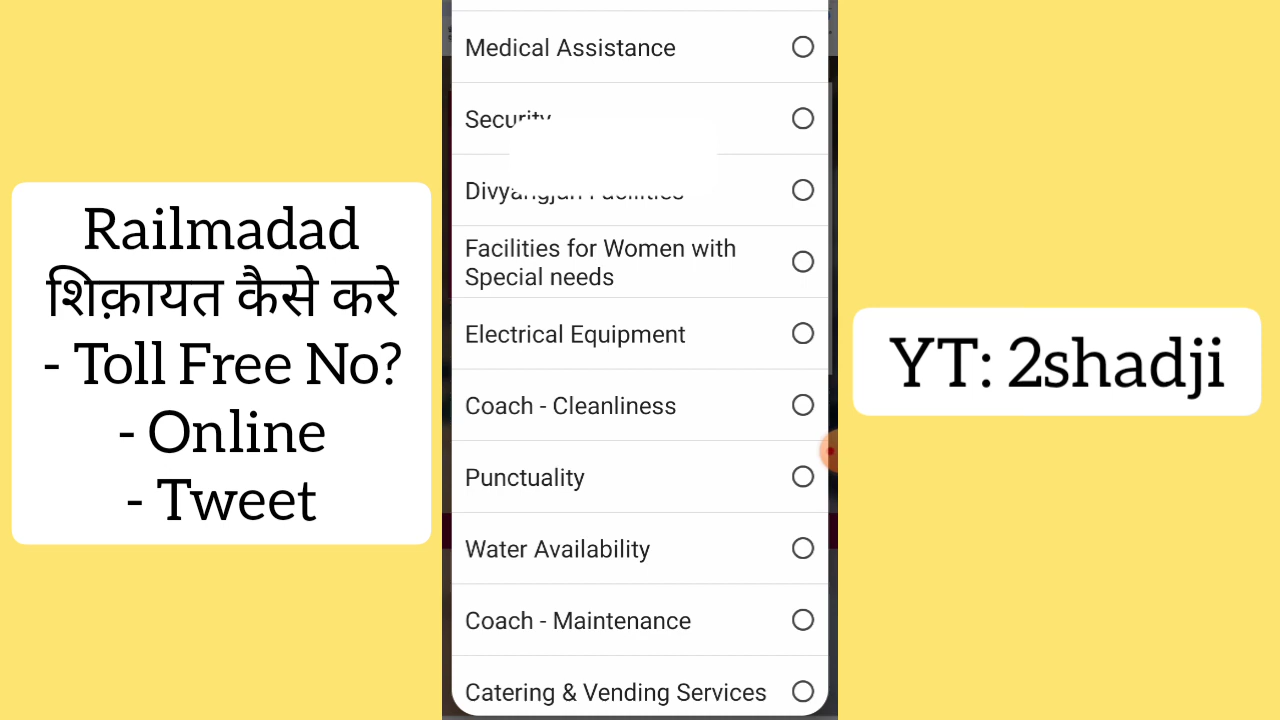 Railmadad
शिक़ायत कैसे करे
- Toll Free No?
- Online
- Tweet
Medical Assistance
Security
Facilities for Women with
Special needs
Electrical Equipment
Coach - Cleanliness
Punctuality
Water Availability
Coach - Maintenance
Catering & Vending Services
YT: 2shadji